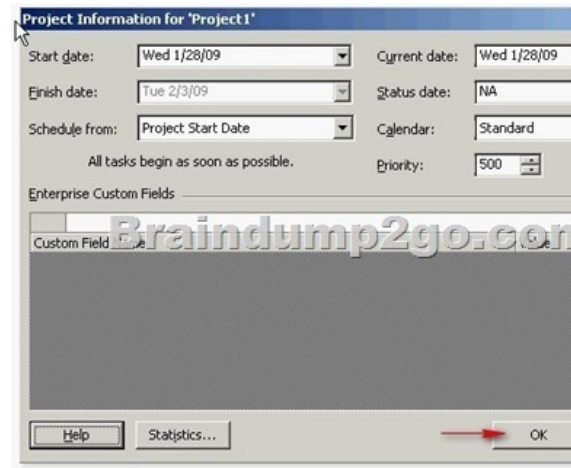 Project Information for 'Project1'
Start date: Wed 1/28/09 Current date: Wed 1/28/09
Finish date: Tue 2/3/09 Status date: NA
Schedule from: Project Start Date Calendar: Standard
All tasks begin as soon as possible. Priority: 500
Enterprise Custom Fields
Braindump2go.com
Custom Field
Help Statistics... OK